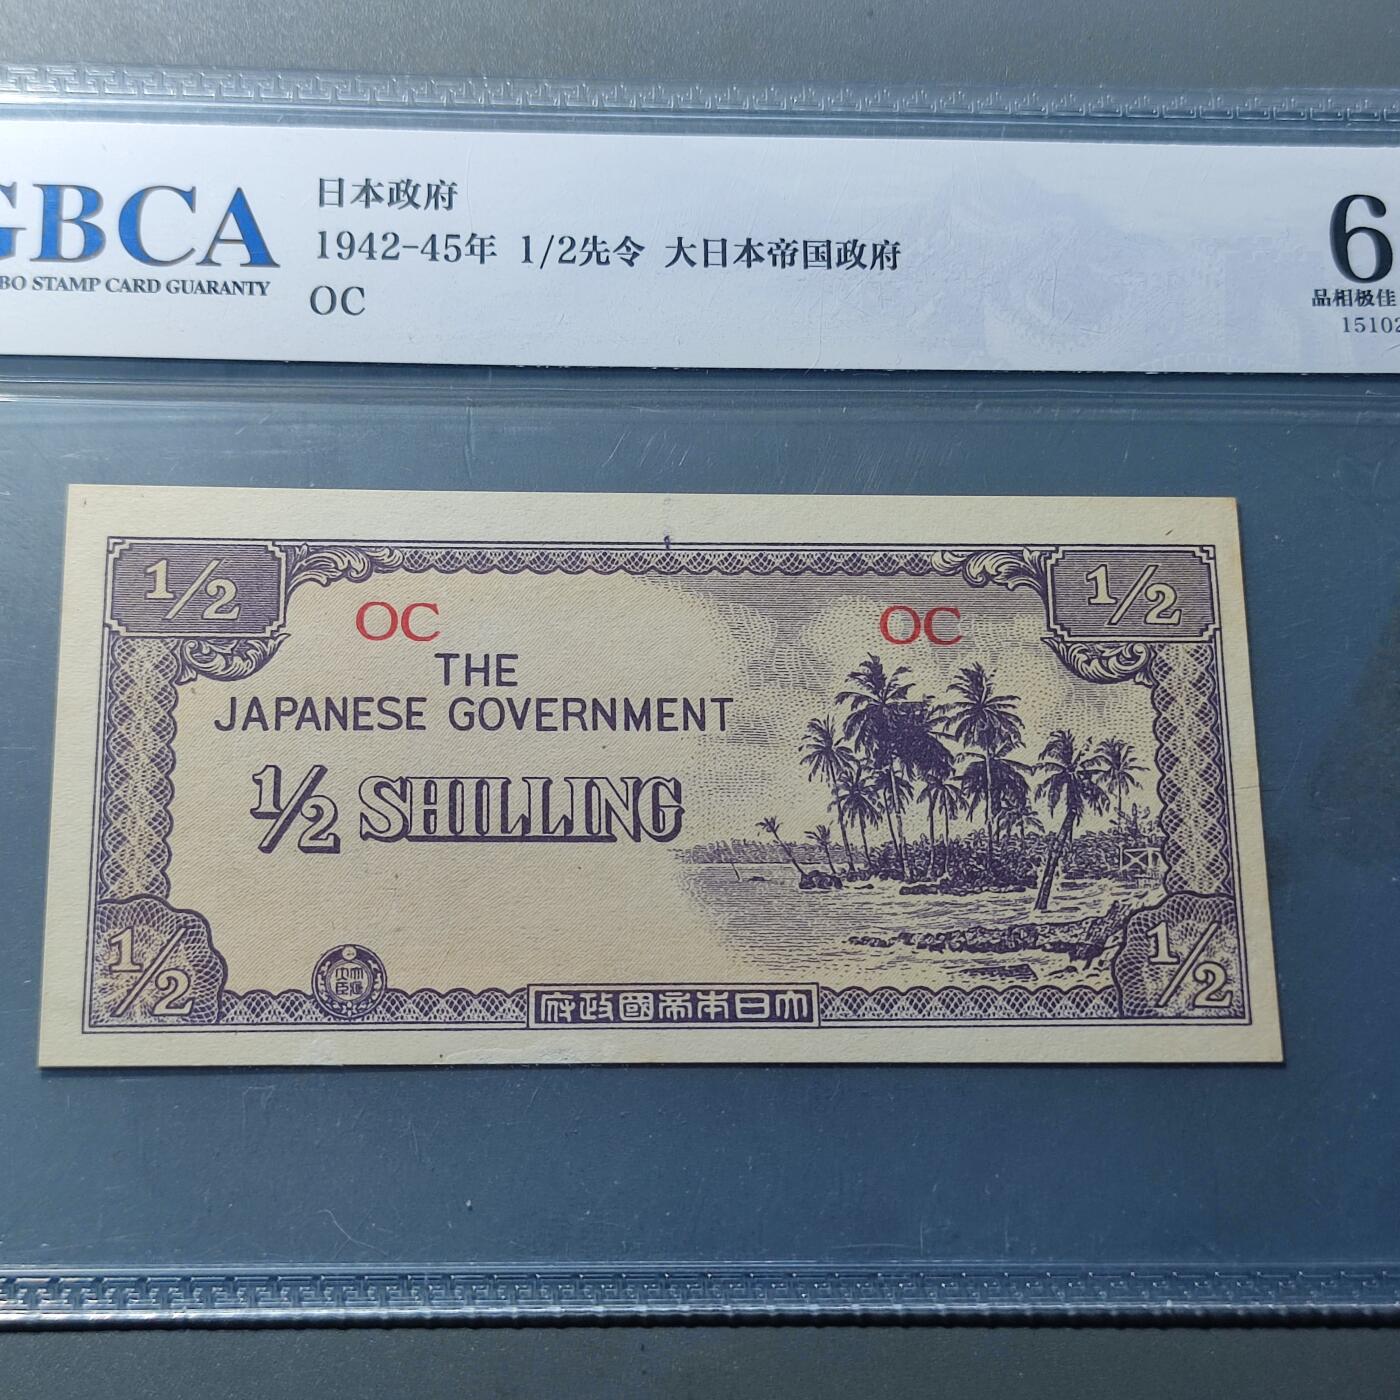 GBCA
BO STAMP CARD GUARANTY
日本政府
1942-45年 1/2先令 大日本帝国政府
OC
6
品相极佳
15102
1/2
1/2
OC
OC
THE
JAPANESE GOVERNMENT
1/2 SHILLING
1/2
1/2
府政國帝本日大